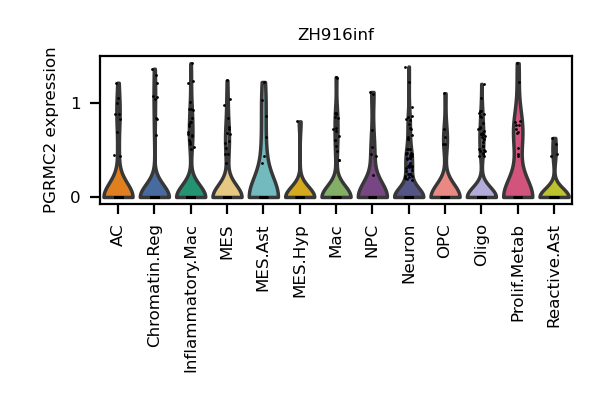 ZH916inf
PGRMC2 expression
1
0
AC
Chromatin.Reg
Inflammatory.Mac
MES
MES.Ast
MES.Hyp
Mac
NPC
Neuron
OPC
Oligo
Prolif.Metab
Reactive.Ast